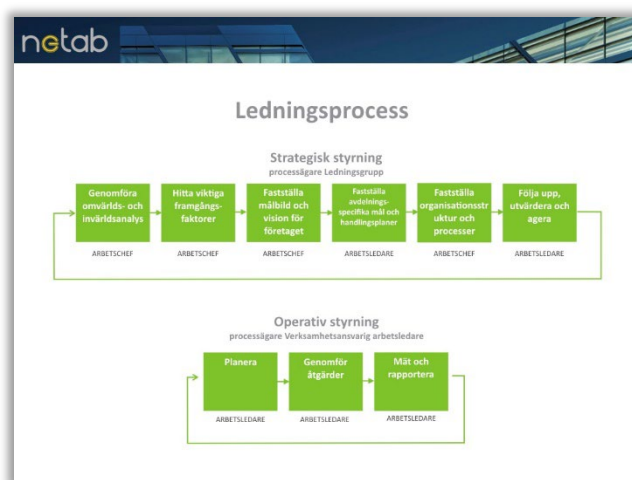 netab
Ledningsprocess
Strategisk styrning
processägare Ledningsgrupp
Genomföra
omvärlds- och
invärldsanalys
ARBETSCHEF
Hitta viktiga
framgångs-
faktorer
ARBETSCHEF
Fastställa
målbild och
vision för
företaget
ARBETSCHEF
Fastställa
avdelnings-
specifika mål och
handlingsplaner
ARBETSLEDARE
Fastställa
organisationsstr
uktur och
processer
ARBETSCHEF
Följa upp,
utvärdera och
agera
ARBETSLEDARE
Operativ styrning
processägare Verksamhetsansvarig arbetsledare
Planera
ARBETSLEDARE
Genomför
åtgärder
ARBETSLEDARE
Mät och
rapportera
ARBETSLEDARE